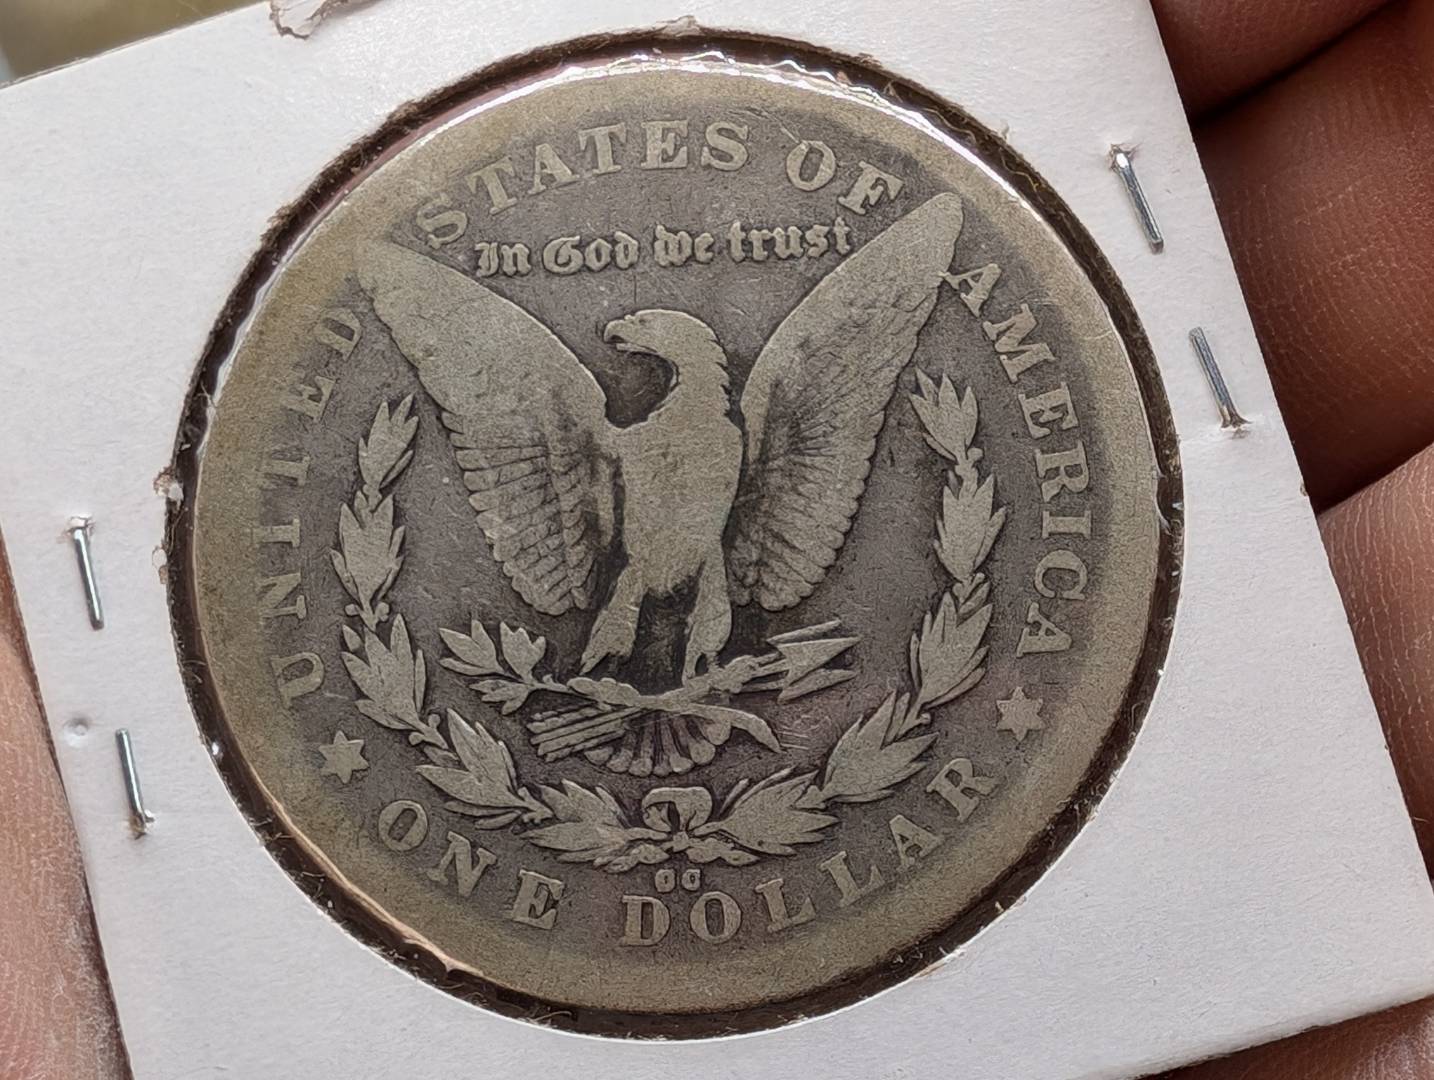 UNITED STATES OF AMERICA
In God we trust
CC
ONE DOLLAR